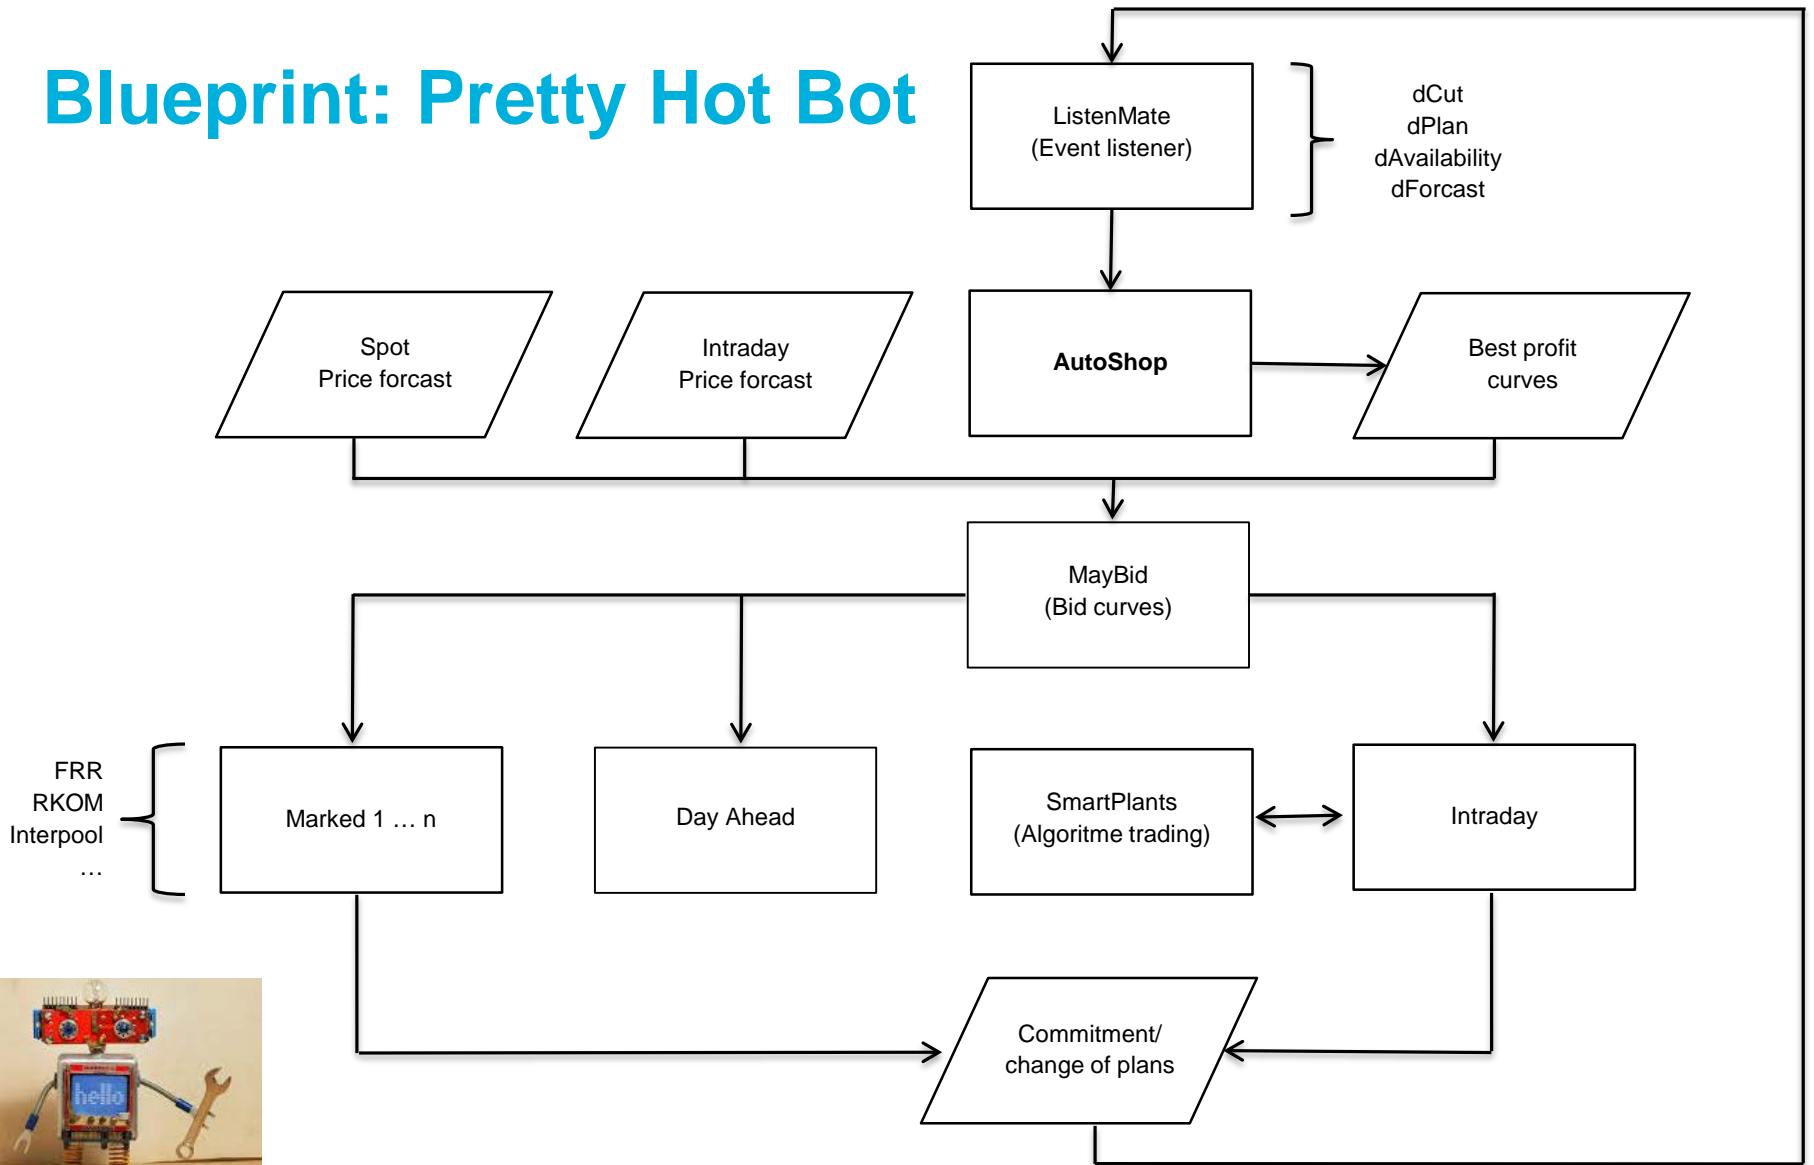 Blueprint: Pretty Hot Bot
ListenMate
(Event listener)
dCut
dPlan
dAvailability
dForcast
Spot
Price forcast
Intraday
Price forcast
AutoShop
Best profit
curves
MayBid
(Bid curves)
FRR
RKOM
Interpool
…
Marked 1 … n
Day Ahead
SmartPlants
(Algoritme trading)
Intraday
Commitment/
change of plans
hello